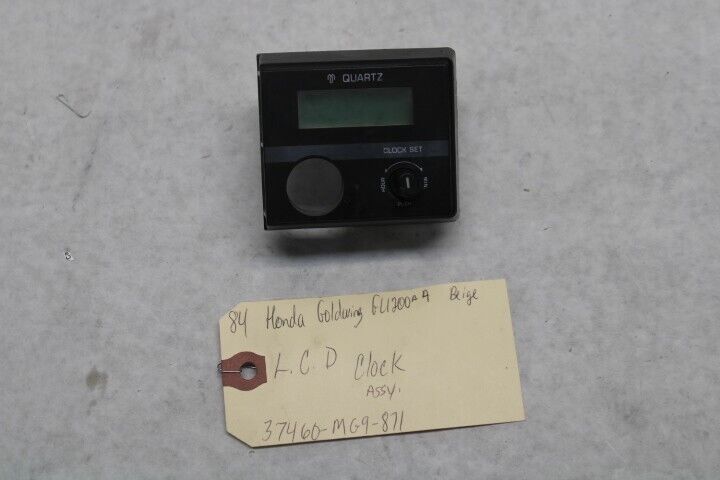 QUARTZ
CLOCK SET
HOUR
MIN
PUSH
84 Honda Goldwing GL1200A Beige
L.C.D Clock
ASSY.
37460-MG9-871